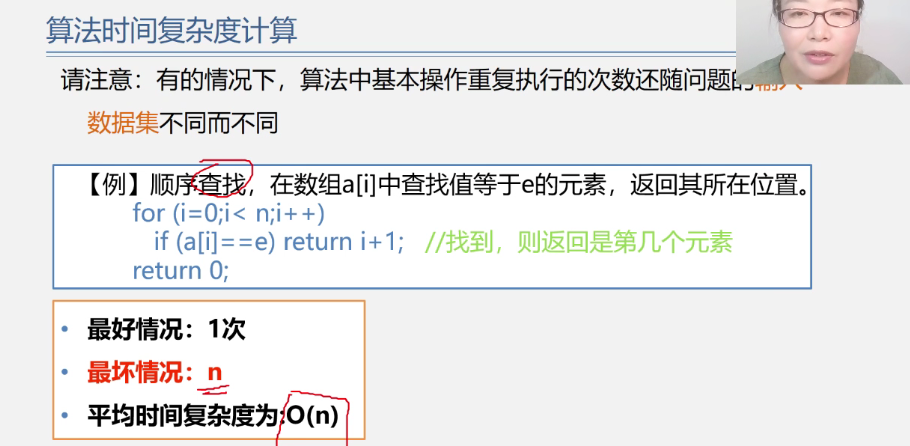 算法时间复杂度计算
请注意：有的情况下，算法中基本操作重复执行的次数还随问题的输入
数据集不同而不同
【例】顺序查找，在数组a[i]中查找值等于e的元素，返回其所在位置。
for (i=0;i< n;i++)
if (a[i]==e) return i+1; //找到，则返回是第几个元素
return 0;
• 最好情况：1次
• 最坏情况：n
• 平均时间复杂度为:O(n)